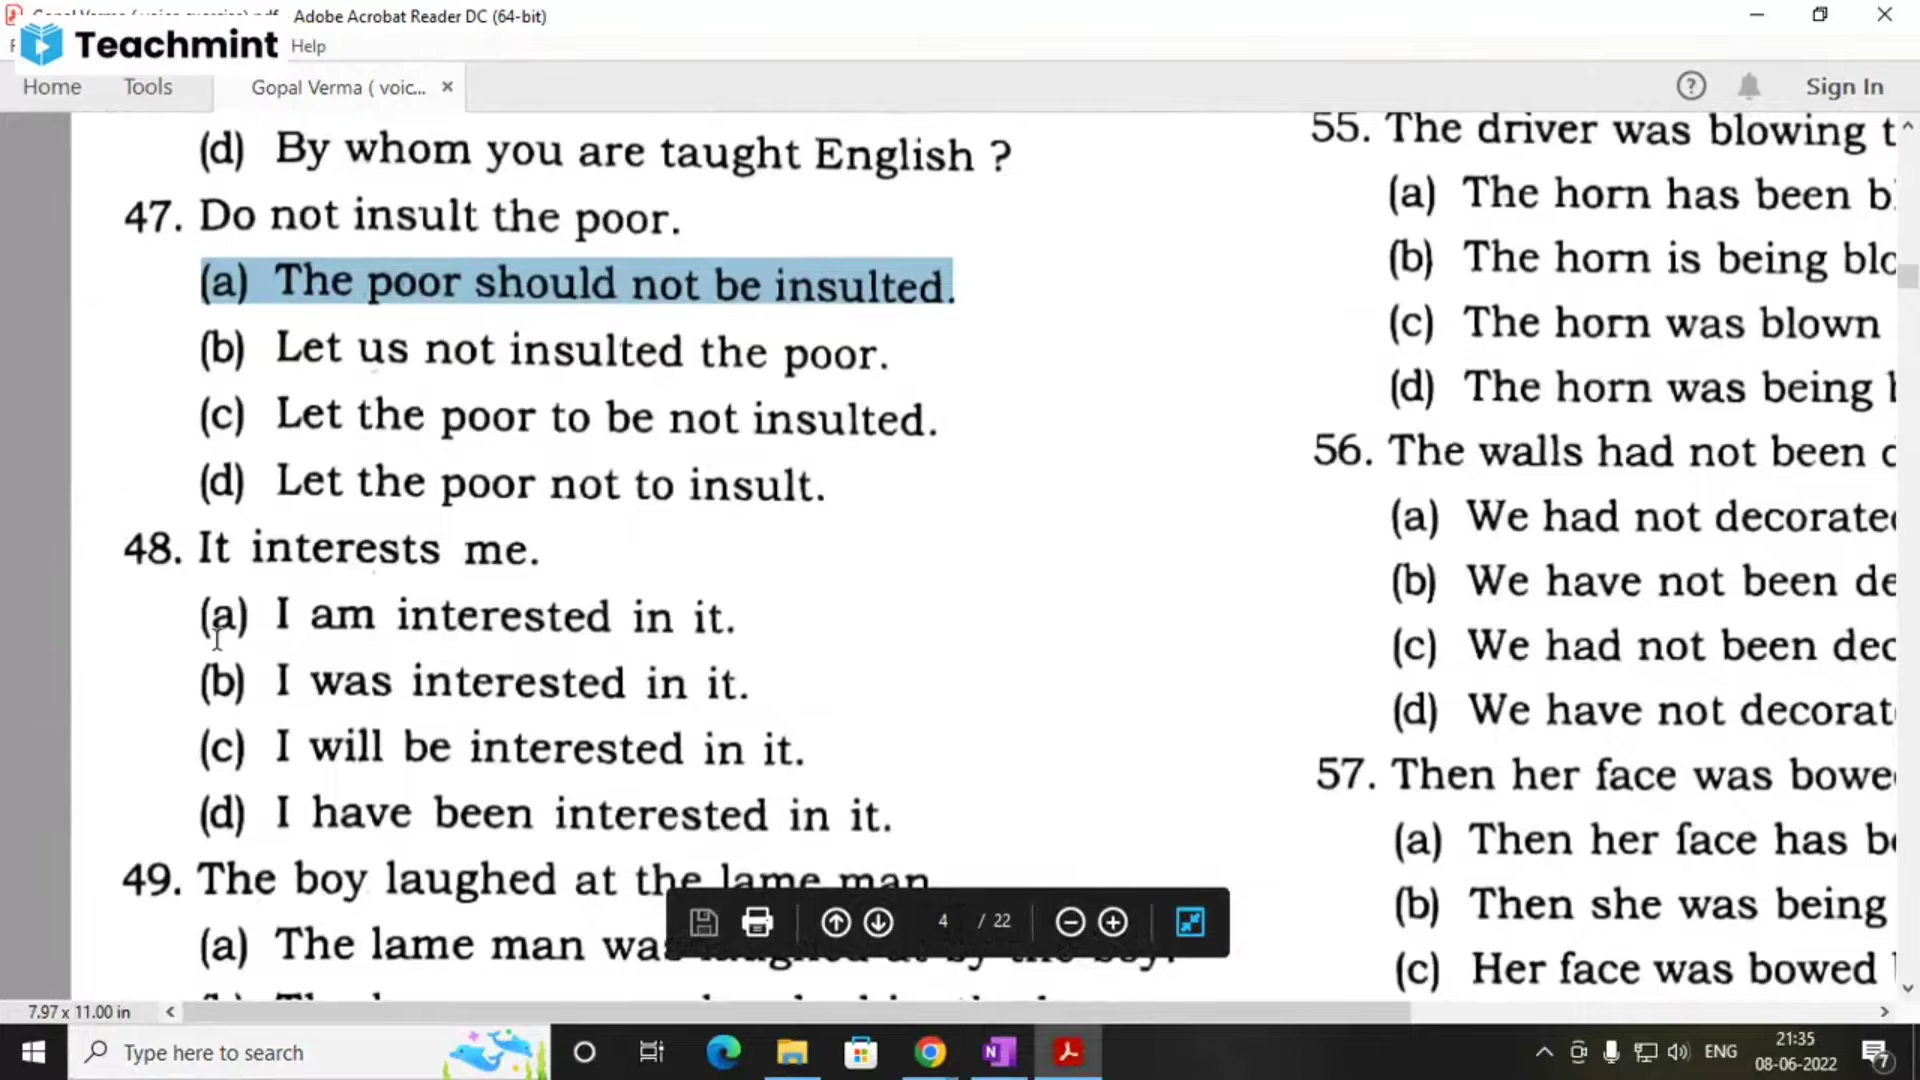 Adobe Acrobat Reader DC (64-bit)
Teachmint
Help
Home
Tools
Gopal Verma ( voic...
Sign In
(d) By whom you are taught English ?
47. Do not insult the poor.
(a) The poor should not be insulted.
(b) Let us not insulted the poor.
(c) Let the poor to be not insulted.
(d) Let the poor not to insult.
48. It interests me.
(a) I am interested in it.
(b) I was interested in it.
(c) I will be interested in it.
(d) I have been interested in it.
49. The boy laughed at the lame man
(a) The lame man was laughed at by the boy.
55. The driver was blowing t
(a) The horn has been b
(b) The horn is being blo
(c) The horn was blown
(d) The horn was being
56. The walls had not been
(a) We had not decorate
(b) We have not been de
(c) We had not been dec
(d) We have not decorat
57. Then her face was bowe
(a) Then her face has b
(b) Then she was being
(c) Her face was bowed
4 / 22
7.97 x 11.00 in
Type here to search
ENG
21:35
08-06-2022
7